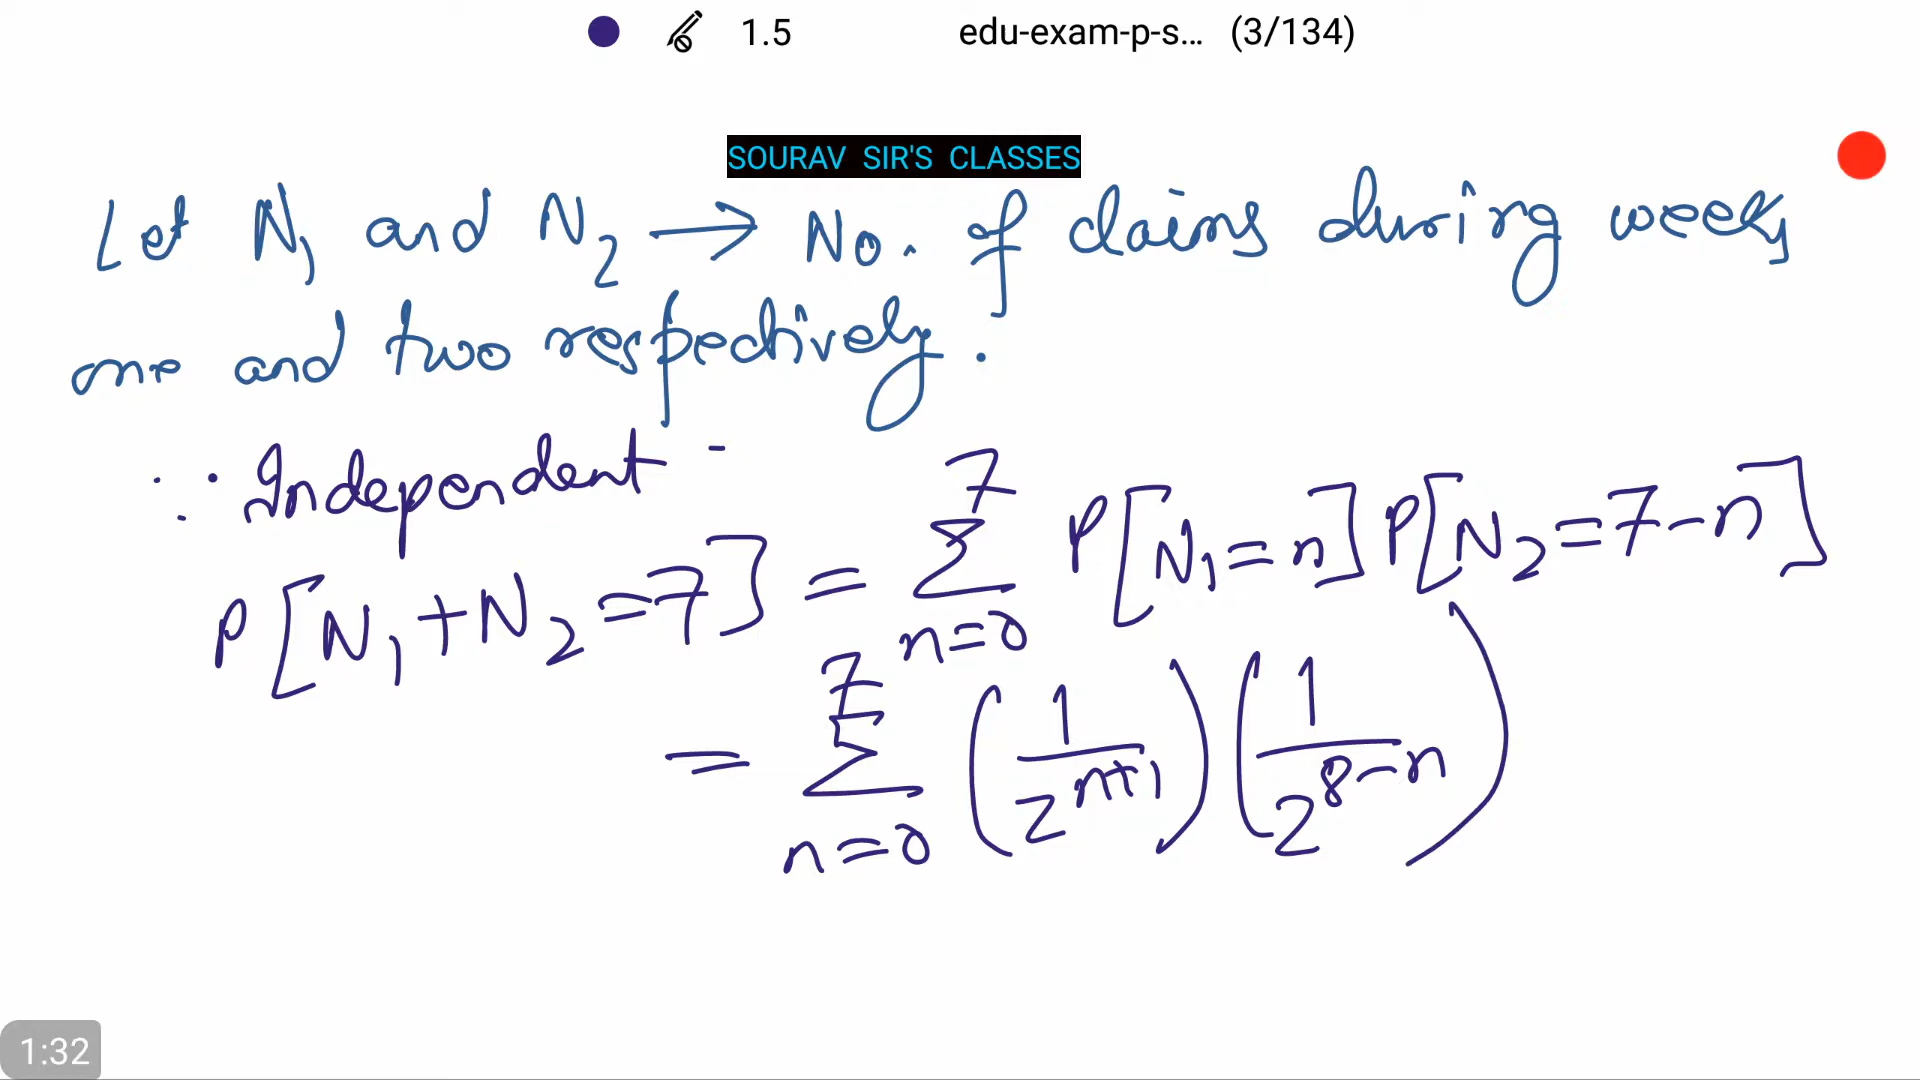 1.5 edu-exam-p-s... (3/134)
SOURAV SIR'S CLASSES
Let N₁ and N₂ → No. of claims during week
one and two respectively.
∵ Independent -
P[N₁+N₂=7] = ∑_{n=0}^{7} P[N₁=n] P[N₂=7-n]
= ∑_{n=0}^{7} (1/2^{n+1}) (1/2^{8-n})
1:32